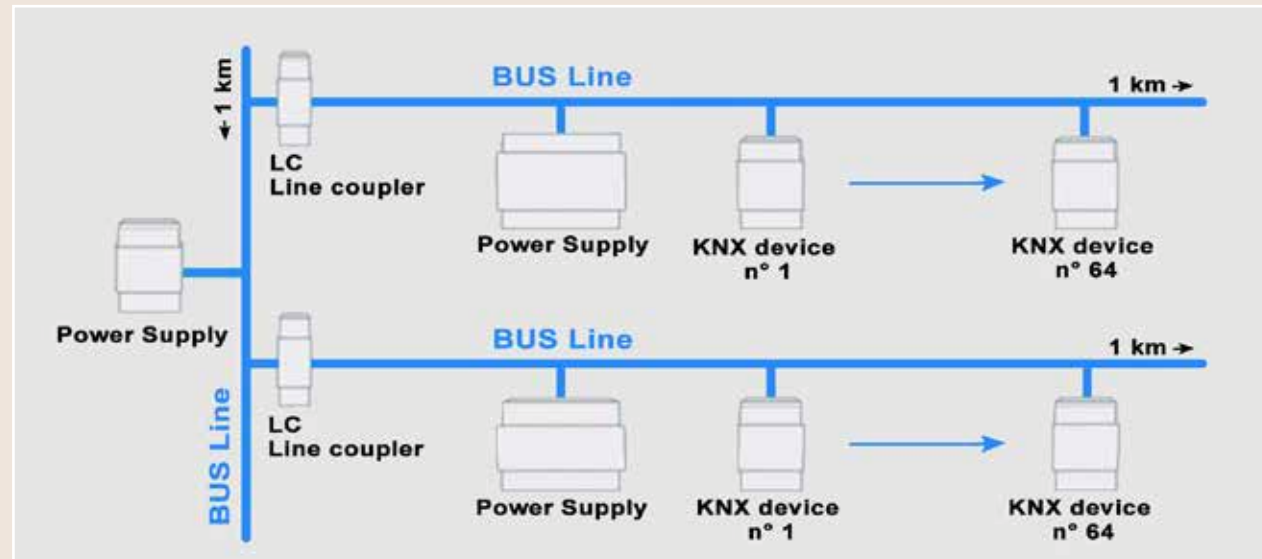 ← 1 km
BUS Line
1 km →
LC
Line coupler
Power Supply
KNX device
n° 1
KNX device
n° 64
Power Supply
BUS Line
BUS Line
1 km →
LC
Line coupler
Power Supply
KNX device
n° 1
KNX device
n° 64